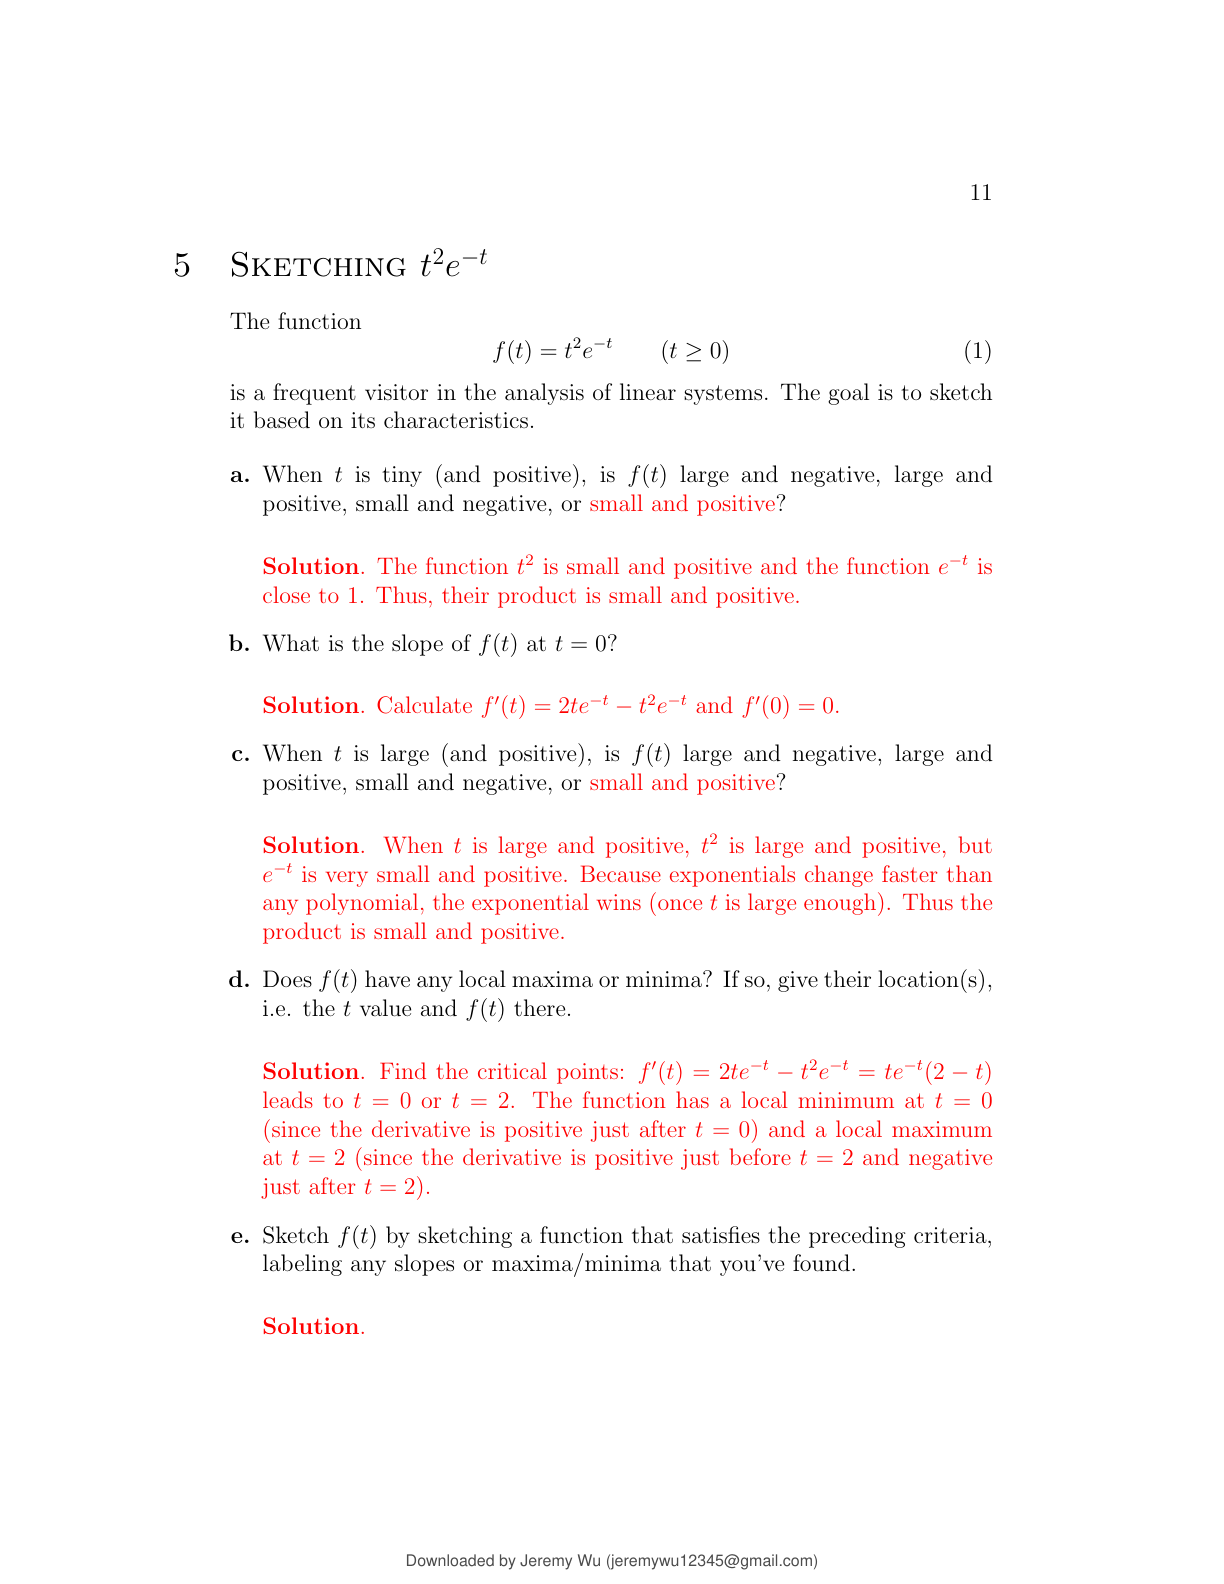 11
5 Sketching t²e⁻ᵗ
The function
f(t) = t²e⁻ᵗ (t ≥ 0) (1)
is a frequent visitor in the analysis of linear systems. The goal is to sketch
it based on its characteristics.
a. When t is tiny (and positive), is f(t) large and negative, large and
positive, small and negative, or small and positive?
Solution. The function t² is small and positive and the function e⁻ᵗ is
close to 1. Thus, their product is small and positive.
b. What is the slope of f(t) at t = 0?
Solution. Calculate f′(t) = 2te⁻ᵗ − t²e⁻ᵗ and f′(0) = 0.
c. When t is large (and positive), is f(t) large and negative, large and
positive, small and negative, or small and positive?
Solution. When t is large and positive, t² is large and positive, but
e⁻ᵗ is very small and positive. Because exponentials change faster than
any polynomial, the exponential wins (once t is large enough). Thus the
product is small and positive.
d. Does f(t) have any local maxima or minima? If so, give their location(s),
i.e. the t value and f(t) there.
Solution. Find the critical points: f′(t) = 2te⁻ᵗ − t²e⁻ᵗ = te⁻ᵗ(2 − t)
leads to t = 0 or t = 2. The function has a local minimum at t = 0
(since the derivative is positive just after t = 0) and a local maximum
at t = 2 (since the derivative is positive just before t = 2 and negative
just after t = 2).
e. Sketch f(t) by sketching a function that satisfies the preceding criteria,
labeling any slopes or maxima/minima that you've found.
Solution.
Downloaded by Jeremy Wu (jeremywu12345@gmail.com)